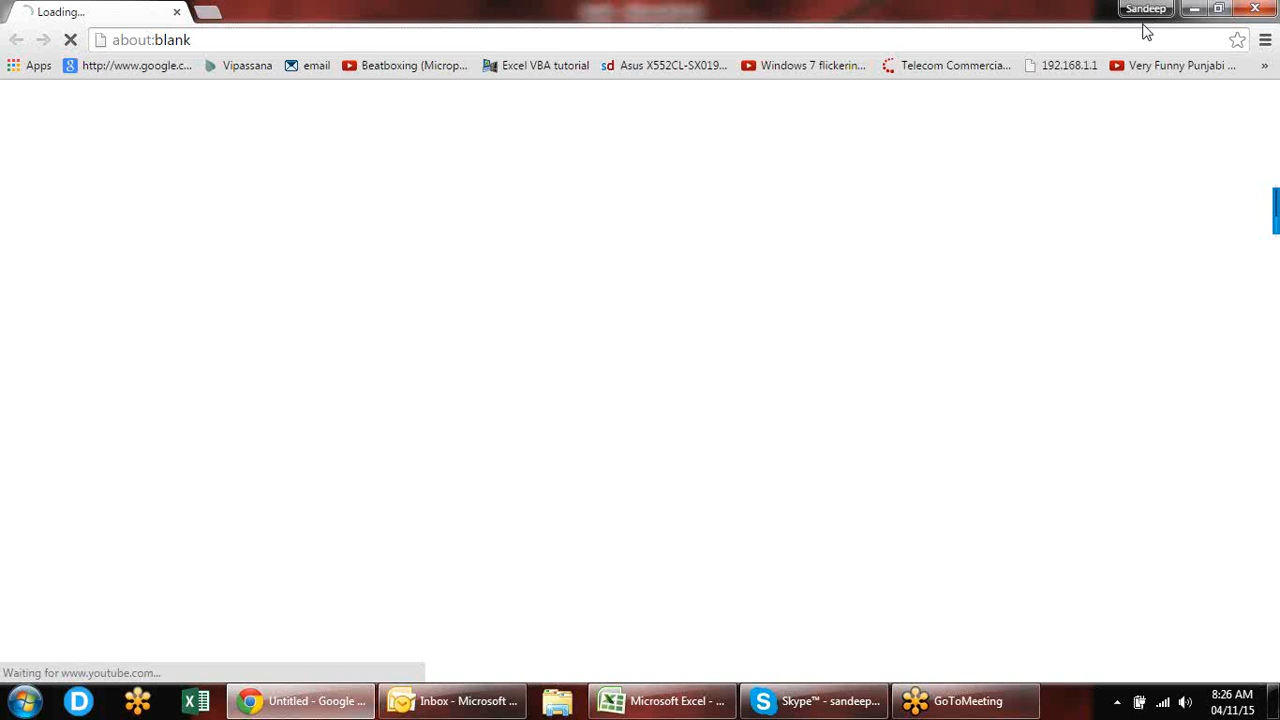 Loading...
Sandeep
about:blank
Apps
http://www.google.c...
Vipassana
email
Beatboxing (Microp...
Excel VBA tutorial
sd Asus X552CL-SX019...
Windows 7 flickerin...
Telecom Commercia...
192.168.1.1
Very Funny Punjabi ...
»
Waiting for www.youtube.com...
Untitled - Google ...
Inbox - Microsoft ...
Microsoft Excel - ...
Skype™ - sandeep...
GoToMeeting
8:26 AM
04/11/15